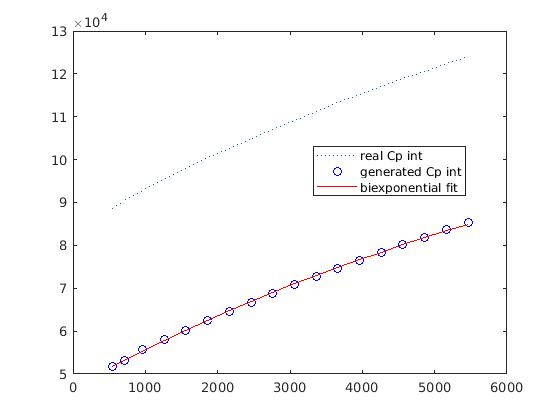 ×10⁴
13
12
11
10
9
8
7
6
5
0 1000 2000 3000 4000 5000 6000
real Cp int
generated Cp int
biexponential fit